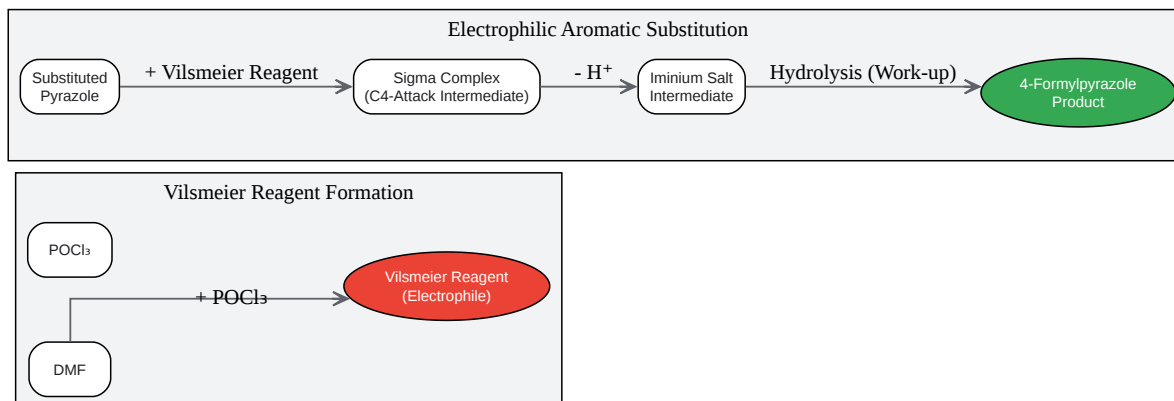 Electrophilic Aromatic Substitution
Substituted
Pyrazole
+ Vilsmeier Reagent
Sigma Complex
(C4-Attack Intermediate)
- H⁺
Iminium Salt
Intermediate
Hydrolysis (Work-up)
4-Formylpyrazole
Product
Vilsmeier Reagent Formation
POCl₃
DMF
+ POCl₃
Vilsmeier Reagent
(Electrophile)